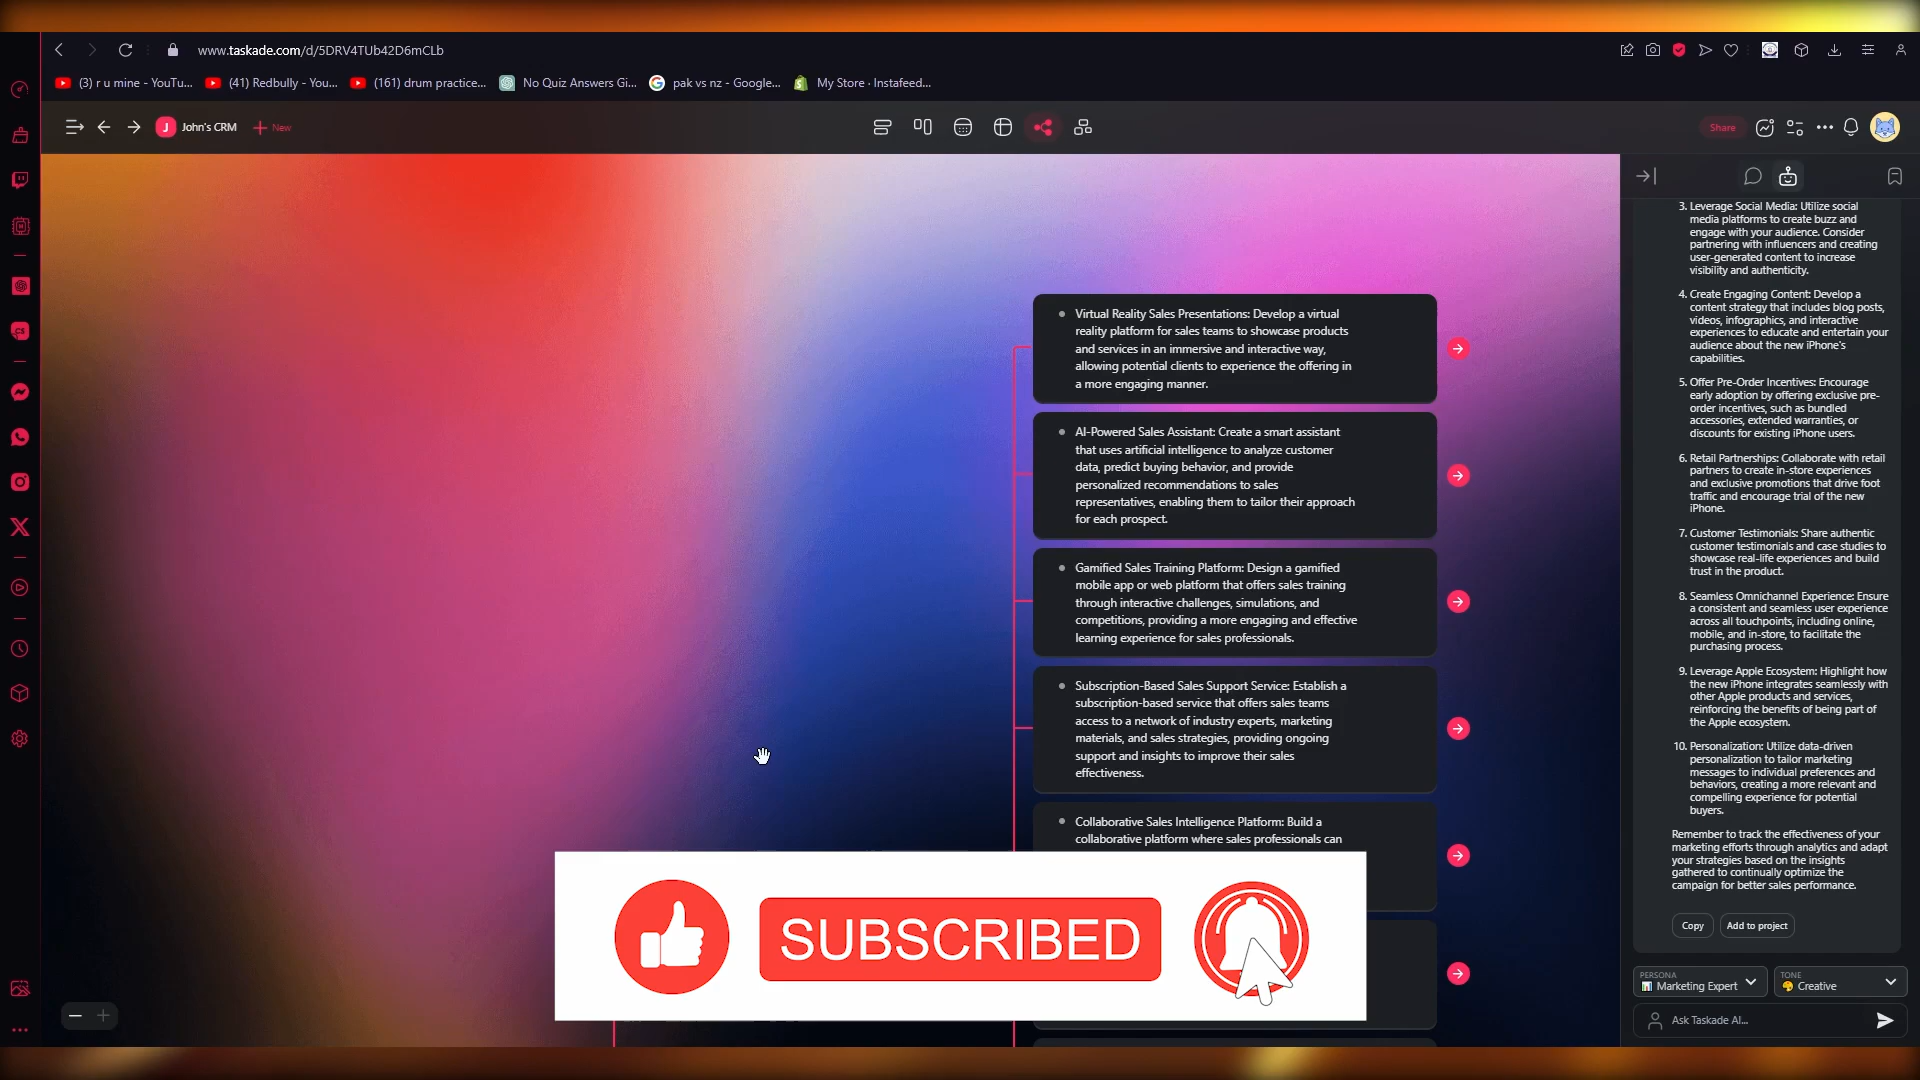 www.taskade.com/d/5DRV4TUb42D6mCLb
(3) r u mine - YouTu...
(41) Redbully - You...
(161) drum practice...
No Quiz Answers Gi...
pak vs nz - Google...
My Store · Instafeed...
J
John's CRM
New
Share
Virtual Reality Sales Presentations: Develop a virtual
reality platform for sales teams to showcase products
and services in an immersive and interactive way,
allowing potential clients to experience the offering in
a more engaging manner.
AI-Powered Sales Assistant: Create a smart assistant
that uses artificial intelligence to analyze customer
data, predict buying behavior, and provide
personalized recommendations to sales
representatives, enabling them to tailor their approach
for each prospect.
Gamified Sales Training Platform: Design a gamified
mobile app or web platform that offers sales training
through interactive challenges, simulations, and
competitions, providing a more engaging and effective
learning experience for sales professionals.
Subscription-Based Sales Support Service: Establish a
subscription-based service that offers sales teams
access to a network of industry experts, marketing
materials, and sales strategies, providing ongoing
support and insights to improve their sales
effectiveness.
Collaborative Sales Intelligence Platform: Build a
collaborative platform where sales professionals can
SUBSCRIBED
3. Leverage Social Media: Utilize social
media platforms to create buzz and
engage with your audience. Consider
partnering with influencers and creating
user-generated content to increase
visibility and authenticity.
4. Create Engaging Content: Develop a
content strategy that includes blog posts,
videos, infographics, and interactive
experiences to educate and entertain your
audience about the new iPhone's
capabilities.
5. Offer Pre-Order Incentives: Encourage
early adoption by offering exclusive pre-
order incentives, such as bundled
accessories, extended warranties, or
discounts for existing iPhone users.
6. Retail Partnerships: Collaborate with retail
partners to create in-store experiences
and exclusive promotions that drive foot
traffic and encourage trial of the new
iPhone.
7. Customer Testimonials: Share authentic
customer testimonials and case studies to
showcase real-life experiences and build
trust in the product.
8. Seamless Omnichannel Experience: Ensure
a consistent and seamless user experience
across all touchpoints, including online,
mobile, and in-store, to facilitate the
purchasing process.
9. Leverage Apple Ecosystem: Highlight how
the new iPhone integrates seamlessly with
other Apple products and services,
reinforcing the benefits of being part of
the Apple ecosystem.
10. Personalization: Utilize data-driven
personalization to tailor marketing
messages to individual preferences and
behaviors, creating a more relevant and
compelling experience for potential
buyers.
Remember to track the effectiveness of your
marketing efforts through analytics and adapt
your strategies based on the insights
gathered to continually optimize the
campaign for better sales performance.
Copy
Add to project
PERSONA
Marketing Expert
TONE
Creative
Ask Taskade AI...